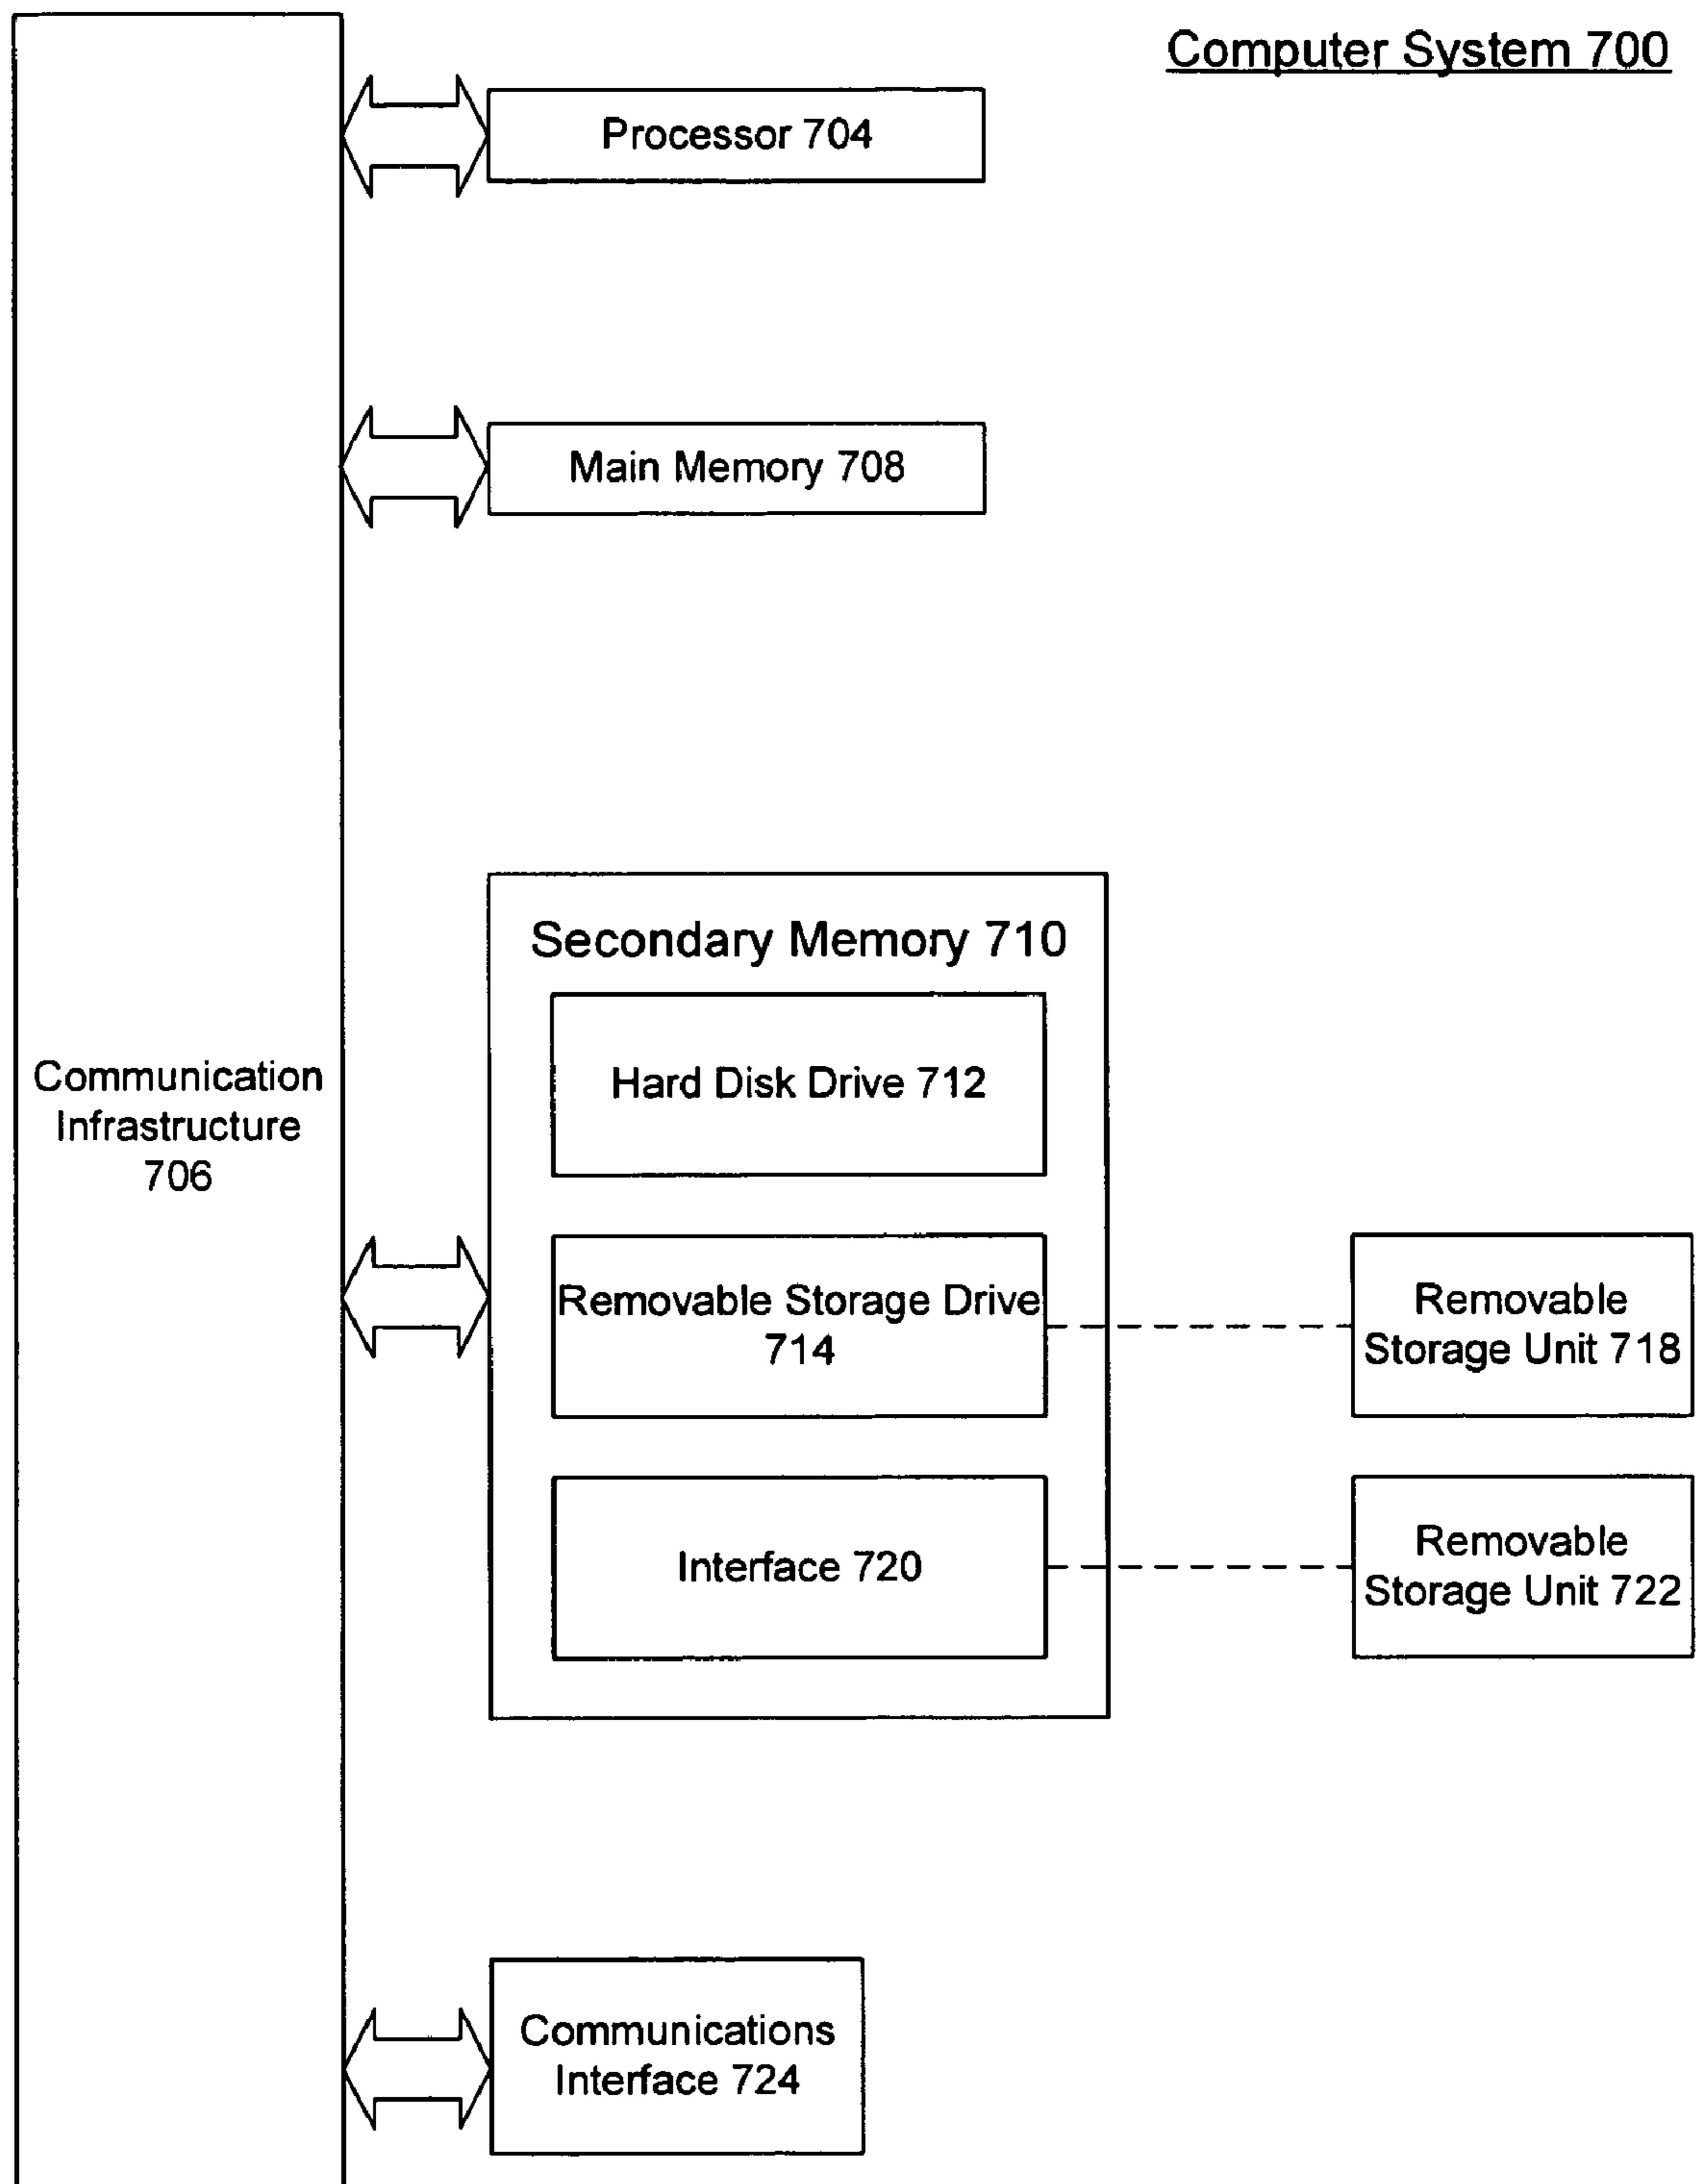 Computer System 700
Processor 704
Main Memory 708
Secondary Memory 710
Hard Disk Drive 712
Communication
Infrastructure
706
Removable Storage Drive
714
Removable
Storage Unit 718
Interface 720
Removable
Storage Unit 722
Communications
Interface 724